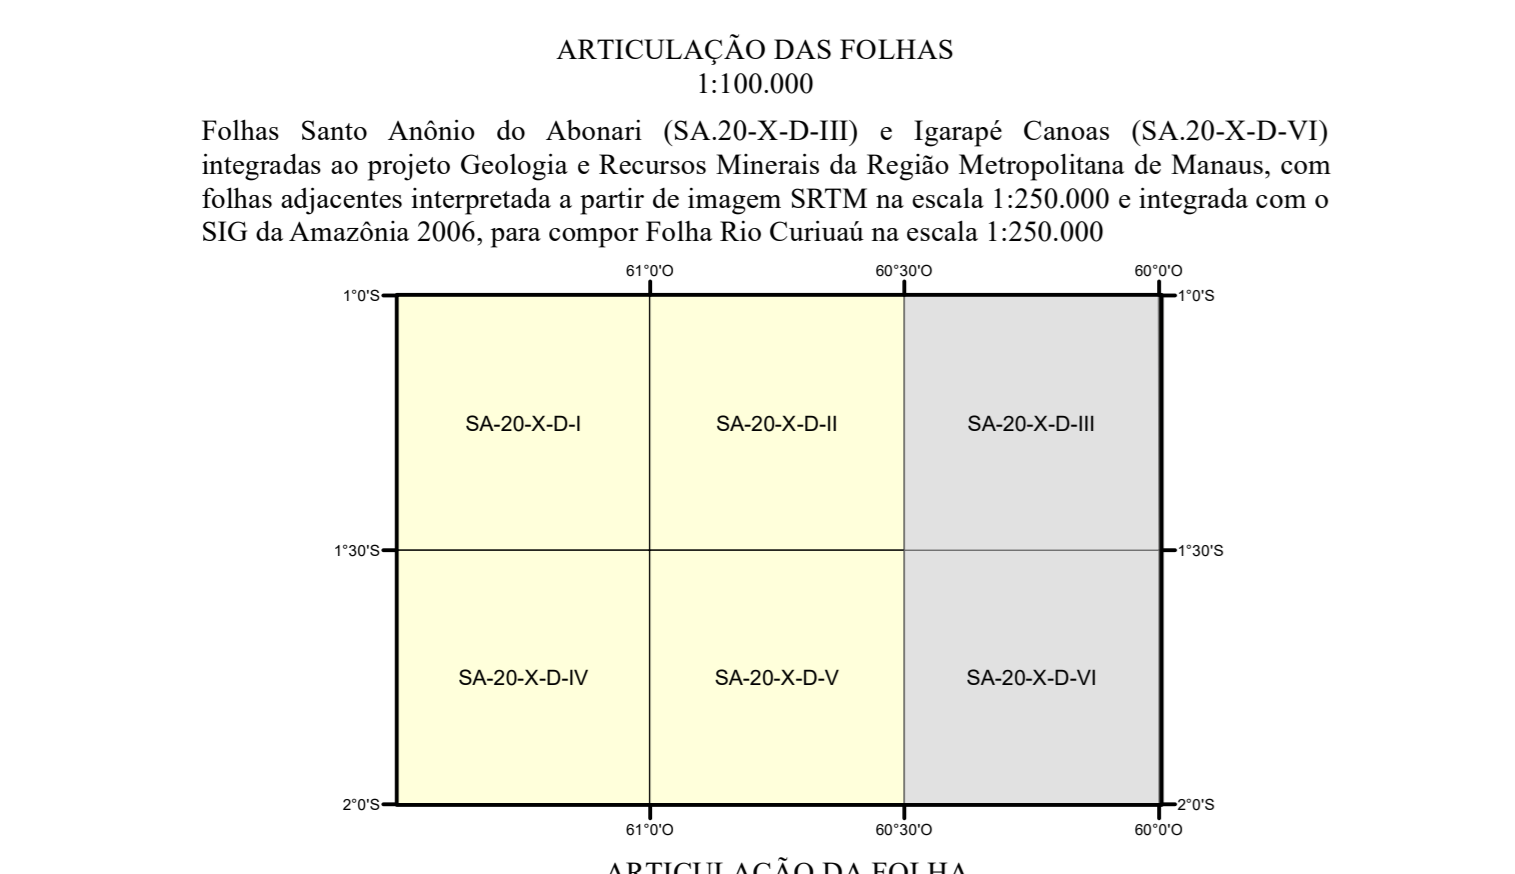 ARTICULAÇÃO DAS FOLHAS
1:100.000
Folhas Santo Anônio do Abonari (SA.20-X-D-III) e Igarapé Canoas (SA.20-X-D-VI)
integradas ao projeto Geologia e Recursos Minerais da Região Metropolitana de Manaus, com
folhas adjacentes interpretada a partir de imagem SRTM na escala 1:250.000 e integrada com o
SIG da Amazônia 2006, para compor Folha Rio Curiuaú na escala 1:250.000
61°0'O 60°30'O 60°0'O
1°0'S 1°0'S
SA-20-X-D-I SA-20-X-D-II SA-20-X-D-III
1°30'S 1°30'S
SA-20-X-D-IV SA-20-X-D-V SA-20-X-D-VI
2°0'S 2°0'S
61°0'O 60°30'O 60°0'O
ARTICULAÇÃO DA FOLHA